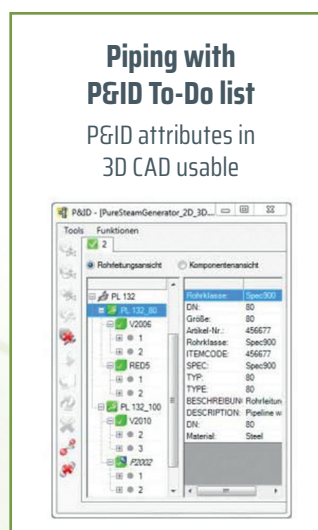 Piping with
P&ID To-Do list
P&ID attributes in
3D CAD usable
P&ID - [PureSteamGenerator_2D_3D...
Tools Funktionen
2
Rohrleitungsansicht Komponentenansicht
PL 132
PL 132_80
V2006
1
2
RED5
1
2
PL 132_100
V2010
2
3
P2002
1
2
Rohrklasse: Spec900
DN: 80
Größe: 80
Artikel-Nr.: 456677
Rohrklasse: Spec900
ITEMCODE: 456677
SPEC: Spec900
TYP: 80
TYPE: 80
BESCHREIBUN Rohrleitun
DESCRIPTION: Pipeline w
DN: 80
Material: Steel